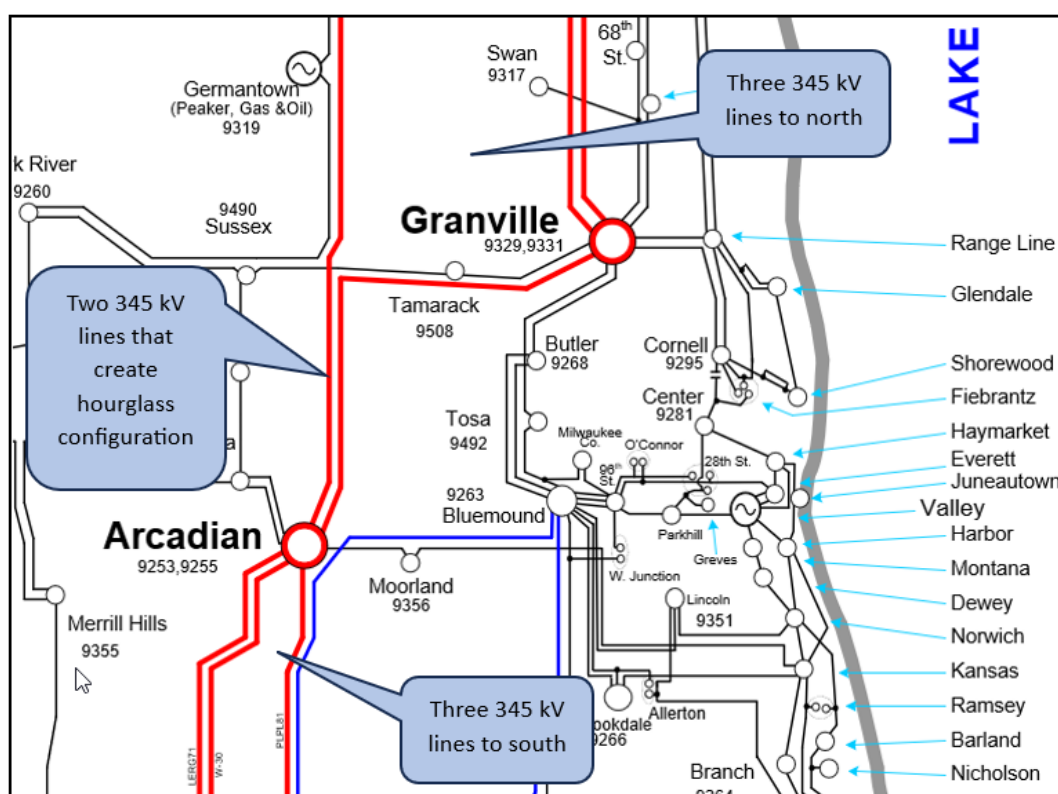 LAKE
68th
St.
Swan
9317
Three 345 kV
lines to north
Germantown
(Peaker, Gas &Oil)
9319
k River
9260
9490
Sussex
Granville
9329,9331
Range Line
Glendale
Two 345 kV
lines that
create
hourglass
configuration
Tamarack
9508
Butler
9268
Cornell
9295
Shorewood
Center
9281
Fiebrantz
Tosa
9492
Milwaukee
Co.
O'Connor
Haymarket
96th
St.
28th St.
Everett
Juneautown
a
9263
Bluemound
Valley
Arcadian
9253,9255
Parkhill
Greves
Harbor
Moorland
9356
W. Junction
Montana
Merrill Hills
9355
Lincoln
9351
Dewey
Norwich
Kansas
Three 345 kV
lines to south
ookdale
9266
Allerton
Ramsey
Barland
LERG71
W-30
PLPL81
Branch
9264
Nicholson